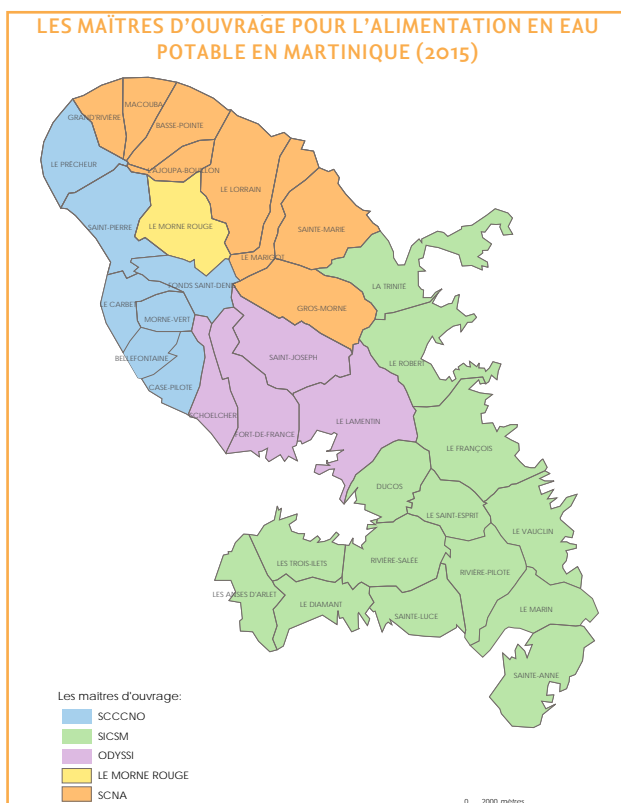 LES MAÎTRES D'OUVRAGE POUR L'ALIMENTATION EN EAU
POTABLE EN MARTINIQUE (2015)
MACOUBA
GRAND'RIVIÈRE
BASSE-POINTE
LE PRÊCHEUR
L'AJOUPA-BOUILLON
LE LORRAIN
SAINT-PIERRE
LE MORNE ROUGE
SAINTE-MARIE
LE MARIGOT
FONDS SAINT-DENIS
LA TRINITÉ
LE CARBET
GROS-MORNE
MORNE-VERT
BELLEFONTAINE
SAINT-JOSEPH
LE ROBERT
CASE-PILOTE
SCHOELCHER
LE LAMENTIN
FORT-DE-FRANCE
LE FRANÇOIS
DUCOS
LE SAINT-ESPRIT
LE VAUCLIN
LES TROIS-ILETS
RIVIÈRE-SALÉE
RIVIÈRE-PILOTE
LES ANSES D'ARLET
LE DIAMANT
LE MARIN
SAINTE-LUCE
SAINTE-ANNE
Les maîtres d'ouvrage:
SCCCNO
SICSM
ODYSSI
LE MORNE ROUGE
SCNA
0 2000 mètres